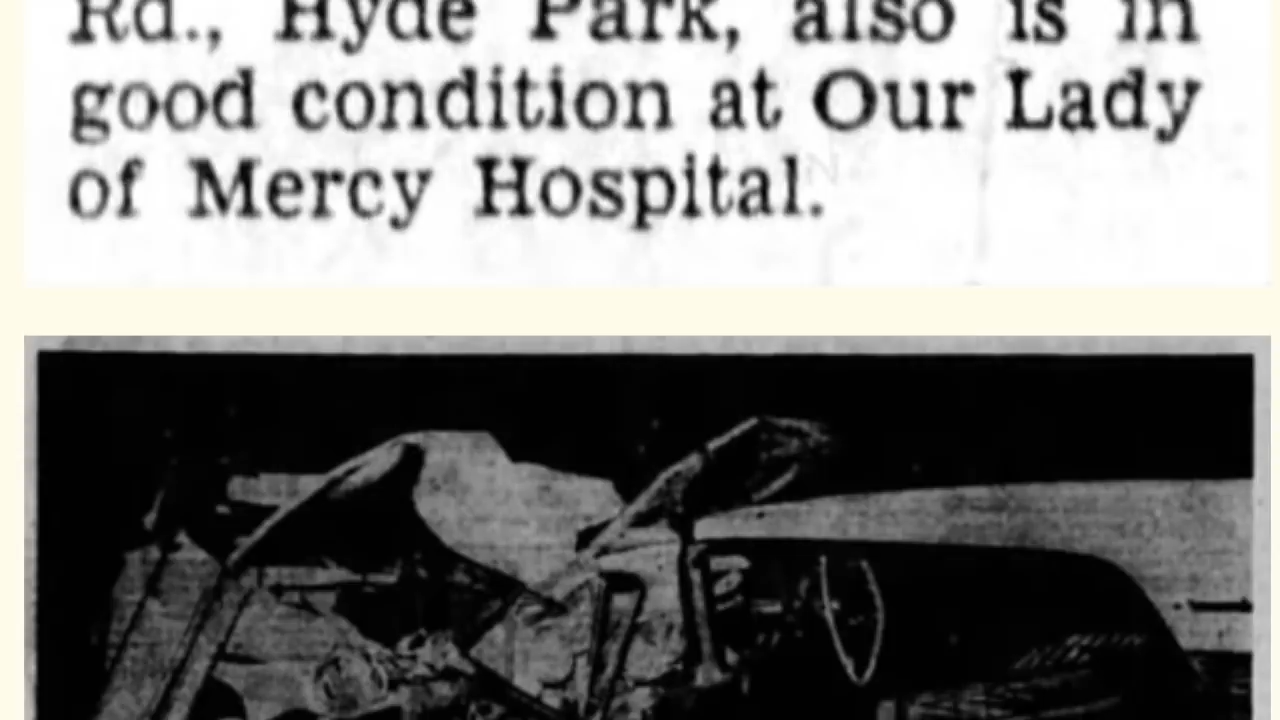 Rd., Hyde Park, also is in
good condition at Our Lady
of Mercy Hospital.